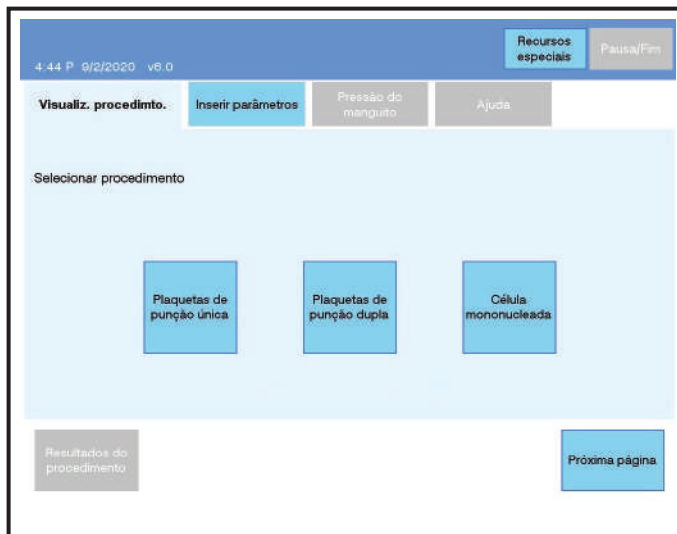 Recursos
especiais
Pausa/Fim
4:44 P 9/2/2020 v6.0
Visualiz. procedimto.
Inserir parâmetros
Pressão do
manguito
Ajuda
Selecionar procedimento
Plaquetas de
punção única
Plaquetas de
punção dupla
Célula
mononucleada
Resultados do
procedimento
Próxima página